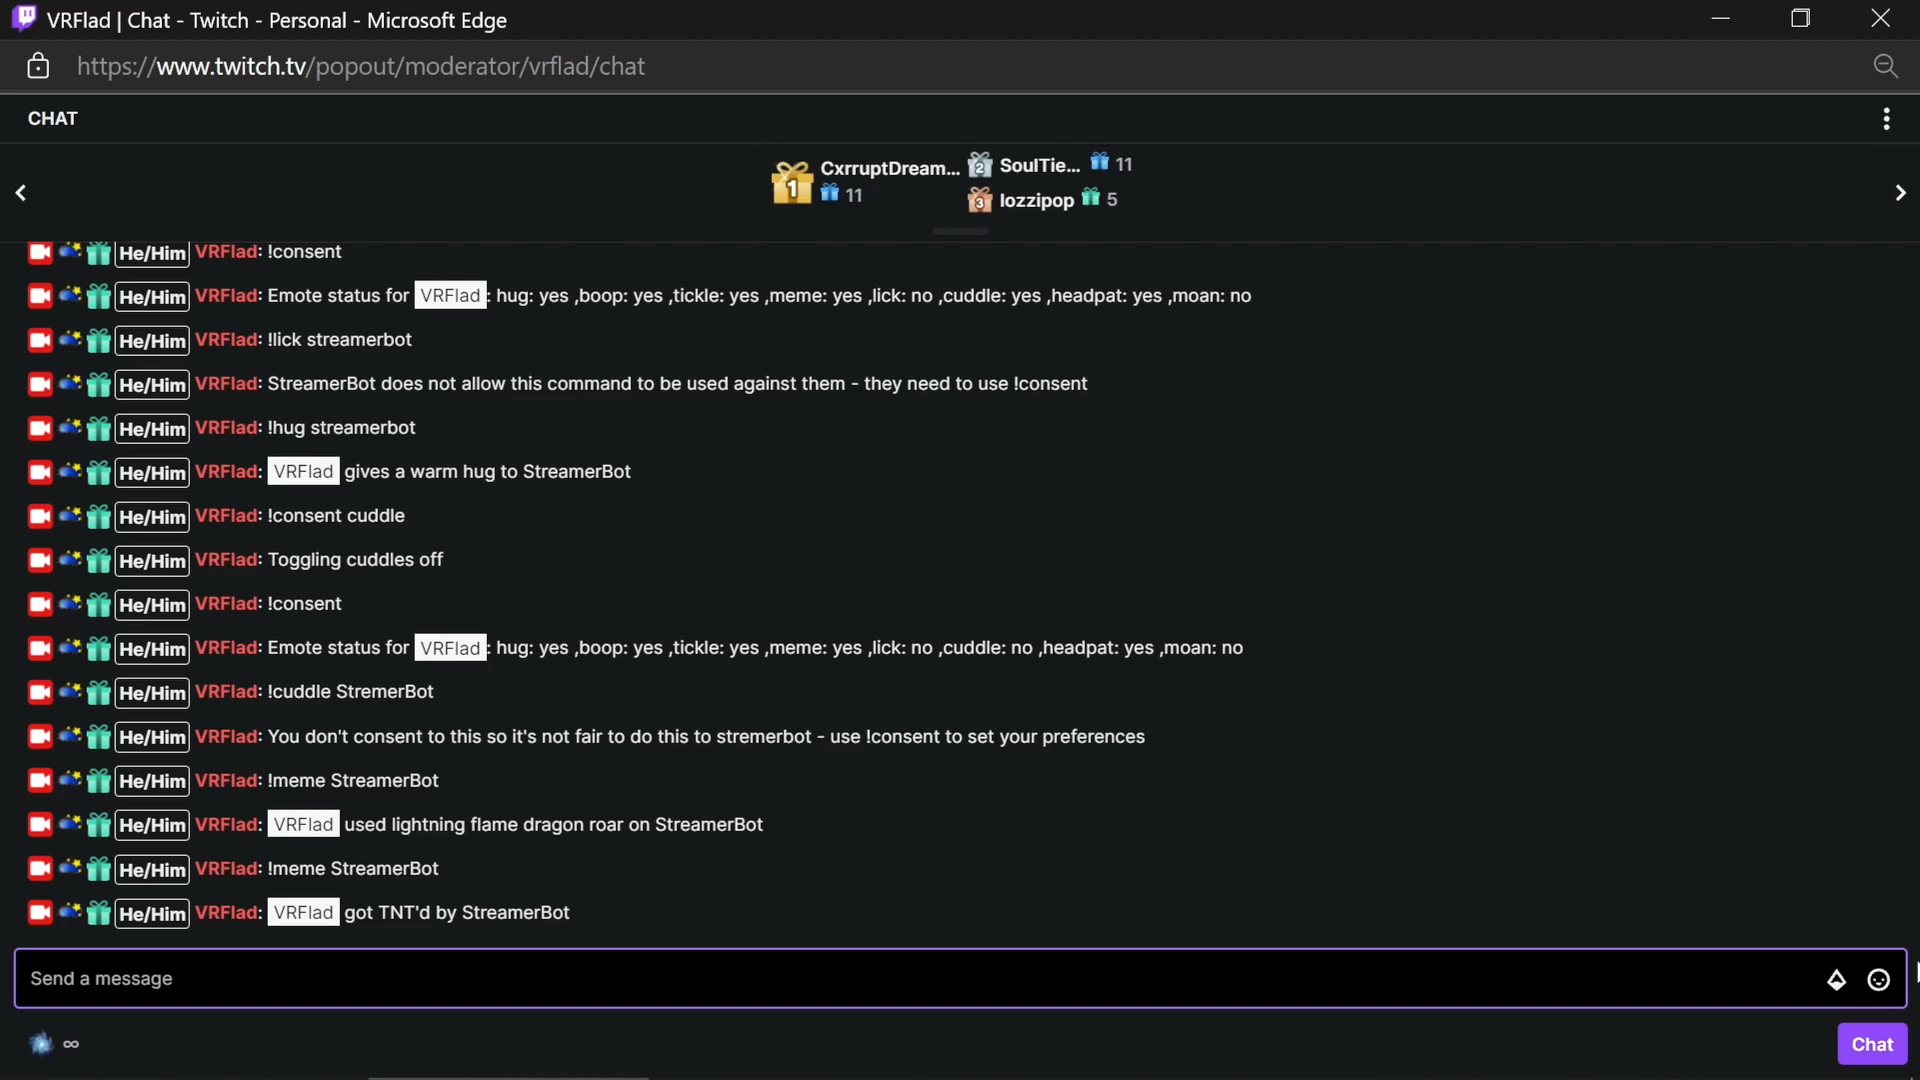 VRFlad | Chat - Twitch - Personal - Microsoft Edge
https://www.twitch.tv/popout/moderator/vrflad/chat
CHAT
1 CxrruptDream... 11
2 SoulTie... 11
3 lozzipop 5
He/Him VRFlad: !consent
He/Him VRFlad: Emote status for VRFlad: hug: yes ,boop: yes ,tickle: yes ,meme: yes ,lick: no ,cuddle: yes ,headpat: yes ,moan: no
He/Him VRFlad: !lick streamerbot
He/Him VRFlad: StreamerBot does not allow this command to be used against them - they need to use !consent
He/Him VRFlad: !hug streamerbot
He/Him VRFlad: VRFlad gives a warm hug to StreamerBot
He/Him VRFlad: !consent cuddle
He/Him VRFlad: Toggling cuddles off
He/Him VRFlad: !consent
He/Him VRFlad: Emote status for VRFlad: hug: yes ,boop: yes ,tickle: yes ,meme: yes ,lick: no ,cuddle: no ,headpat: yes ,moan: no
He/Him VRFlad: !cuddle StremerBot
He/Him VRFlad: You don't consent to this so it's not fair to do this to stremerbot - use !consent to set your preferences
He/Him VRFlad: !meme StreamerBot
He/Him VRFlad: VRFlad used lightning flame dragon roar on StreamerBot
He/Him VRFlad: !meme StreamerBot
He/Him VRFlad: VRFlad got TNT'd by StreamerBot
Send a message
∞
Chat